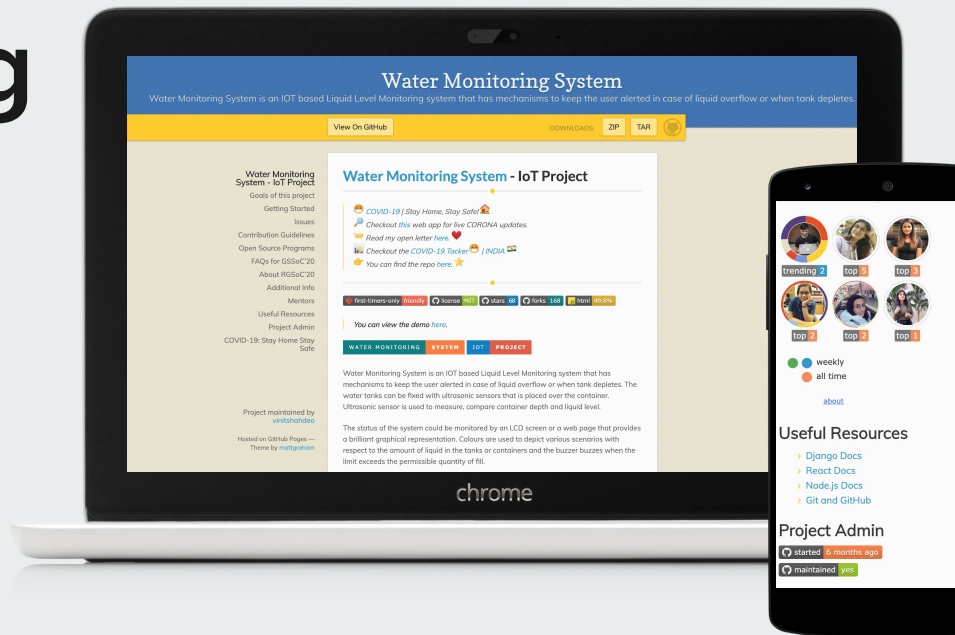 g
Water Monitoring System
Water Monitoring System is an IOT based Liquid Level Monitoring system that has mechanisms to keep the user alerted in case of liquid overflow or when tank depletes.
View On GitHub
DOWNLOADS:
ZIP
TAR
Water Monitoring
System - IoT Project
Goals of this project
Getting Started
Issues
Contribution Guidelines
Open Source Programs
FAQs for GSSoC'20
About RGSoC'20
Additional Info
Mentors
Useful Resources
Project Admin
COVID-19: Stay Home Stay
Safe
Project maintained by
vinitshahdeo
Hosted on GitHub Pages —
Theme by mattgraham
Water Monitoring System - IoT Project
COVID-19 | Stay Home, Stay Safe!
Checkout this web app for live CORONA updates.
Read my open letter here.
Checkout the COVID-19 Tacker | INDIA
You can find the repo here.
first-timers-only friendly license MIT stars 68 forks 168 html 49.8%
You can view the demo here.
WATER MONITORING SYSTEM IOT PROJECT
Water Monitoring System is an IOT based Liquid Level Monitoring system that has
mechanisms to keep the user alerted in case of liquid overflow or when tank depletes. The
water tanks can be fixed with ultrasonic sensors that is placed over the container.
Ultrasonic sensor is used to measure, compare container depth and liquid level.
The status of the system could be monitored by an LCD screen or a web page that provides
a brilliant graphical representation. Colours are used to depict various scenarios with
respect to the amount of liquid in the tanks or containers and the buzzer buzzes when the
limit exceeds the permissible quantity of fill.
chrome
trending 2 top 5 top 3
top 2 top 2 top 1
weekly
all time
about
Useful Resources
Django Docs
React Docs
Node.js Docs
Git and GitHub
Project Admin
started 6 months ago
maintained yes